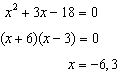 x² + 3x − 18 = 0
(x + 6)(x − 3) = 0
x = −6, 3